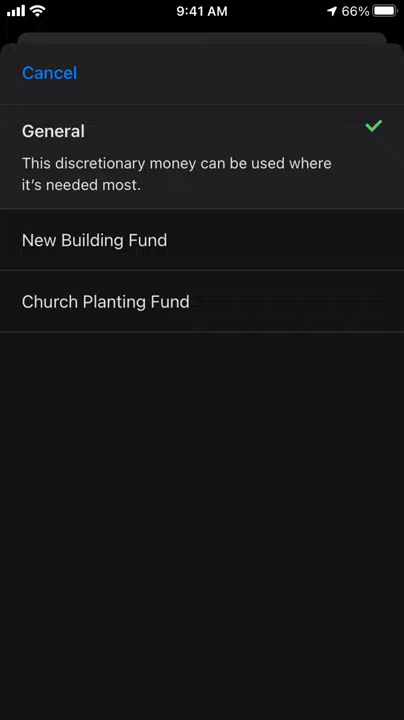 9:41 AM
66%
Cancel
General
This discretionary money can be used where
it's needed most.
New Building Fund
Church Planting Fund